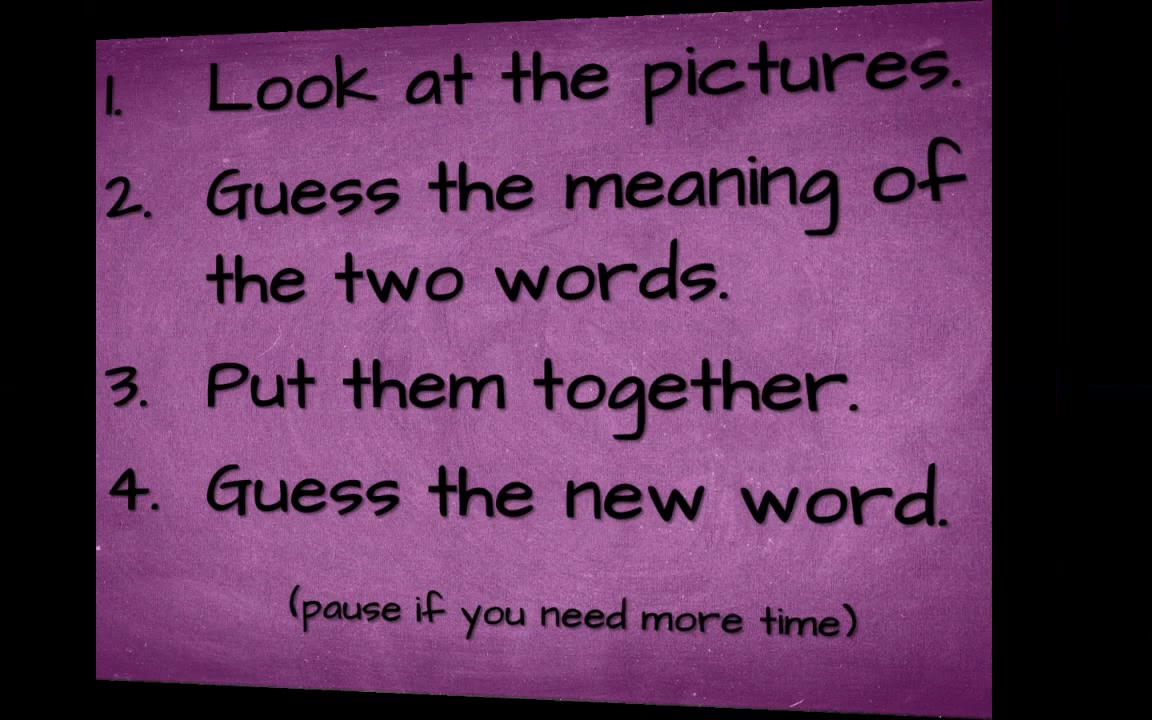 1. Look at the pictures.
2. Guess the meaning of
the two words.
3. Put them together.
4. Guess the new word.
(pause if you need more time)